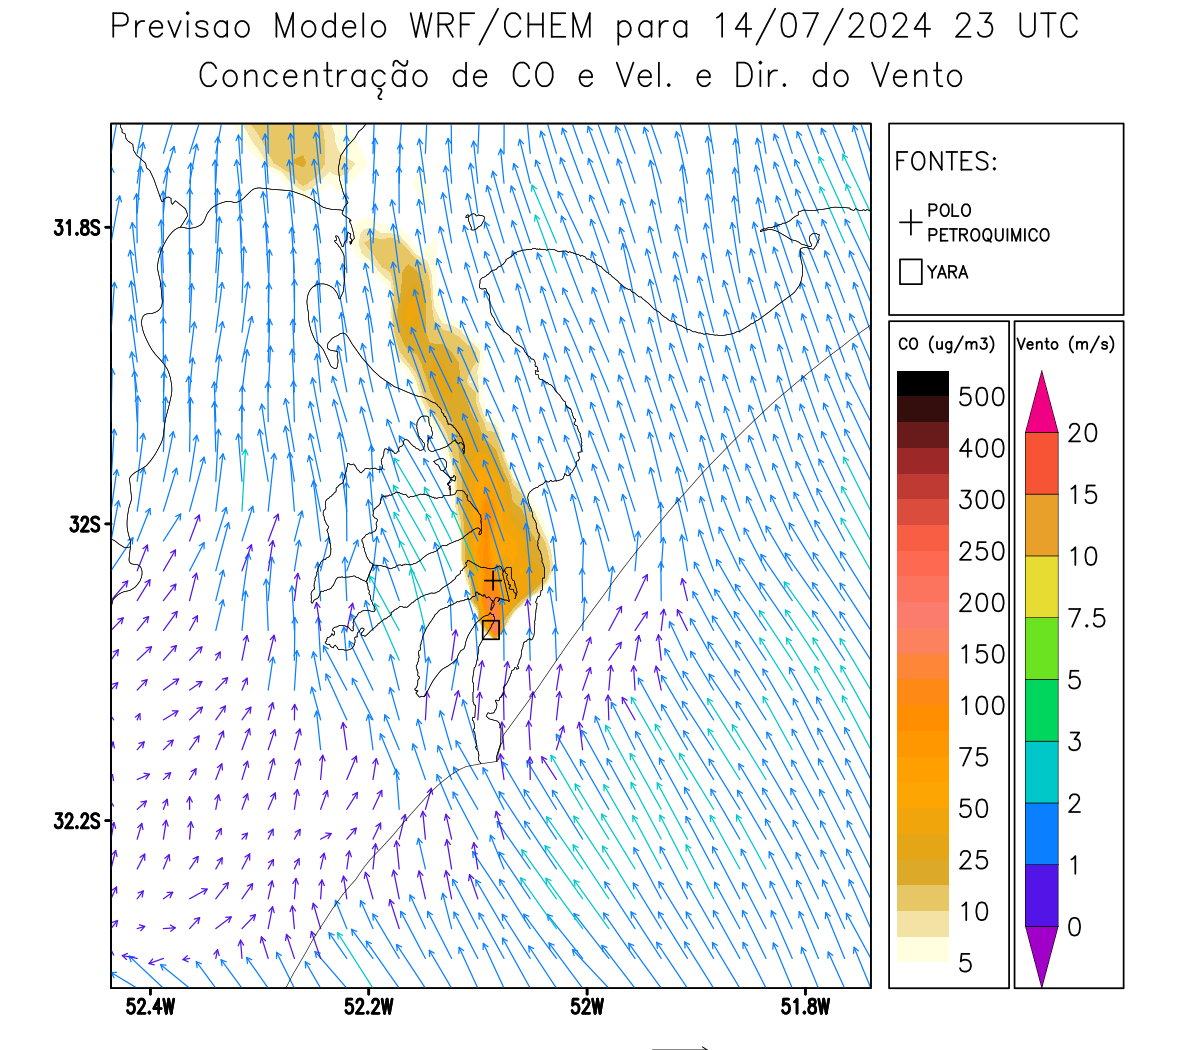 Previsao Modelo WRF/CHEM para 14/07/2024 23 UTC
Concentração de CO e Vel. e Dir. do Vento
FONTES:
POLO
PETROQUIMICO
YARA
CO (ug/m3)
500
400
300
250
200
150
100
75
50
25
10
5
Vento (m/s)
20
15
10
7.5
5
3
2
1
0
31.8S
32S
32.2S
52.4W 52.2W 52W 51.8W